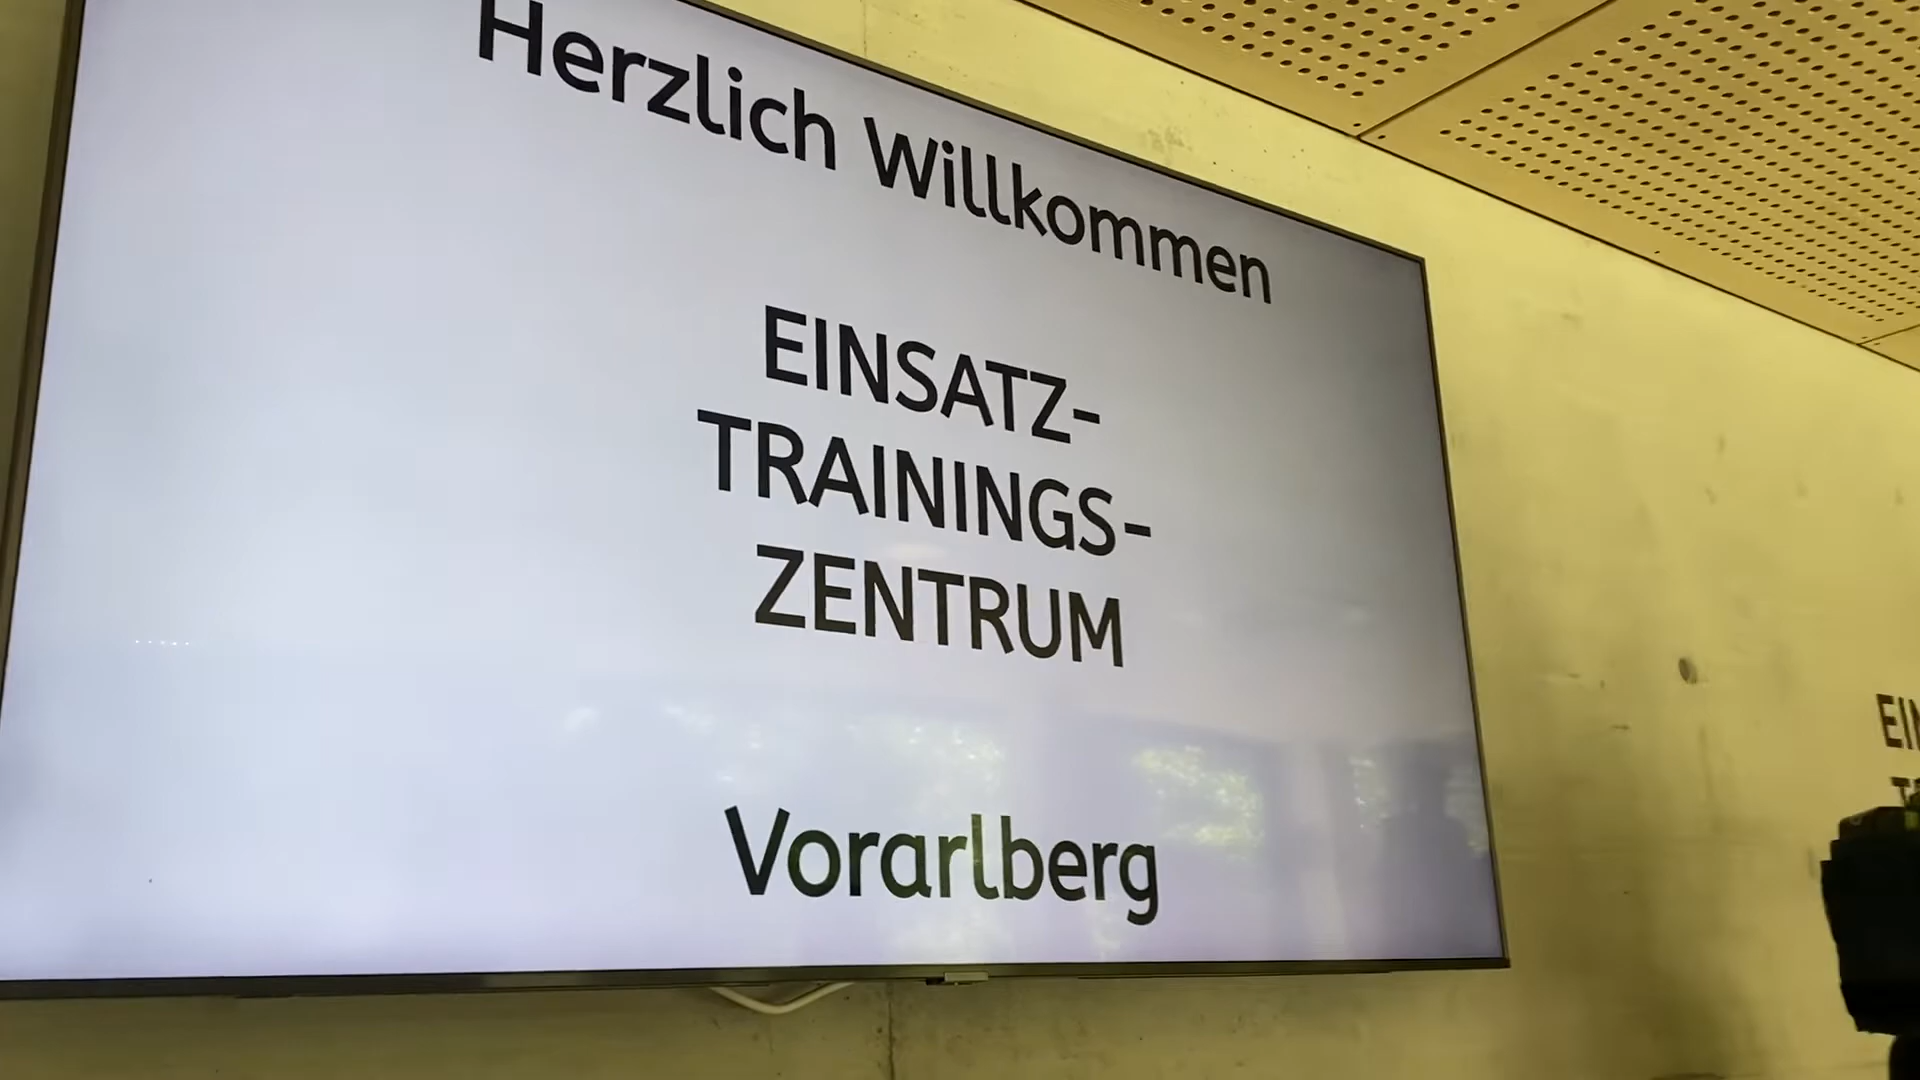 Herzlich Willkommen
EINSATZ-
TRAININGS-
ZENTRUM
Vorarlberg